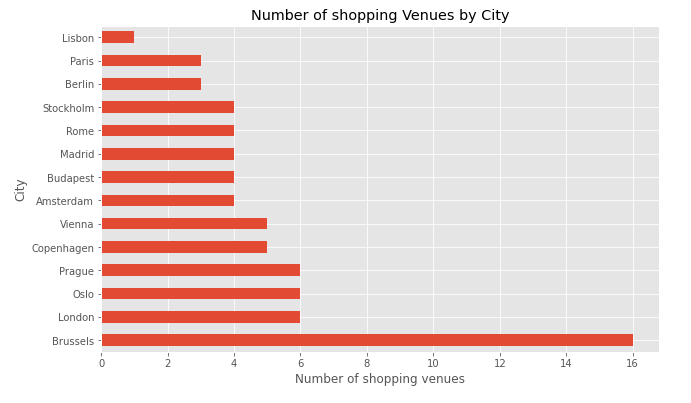 Number of shopping Venues by City
City
Lisbon
Paris
Berlin
Stockholm
Rome
Madrid
Budapest
Amsterdam
Vienna
Copenhagen
Prague
Oslo
London
Brussels
0 2 4 6 8 10 12 14 16
Number of shopping venues